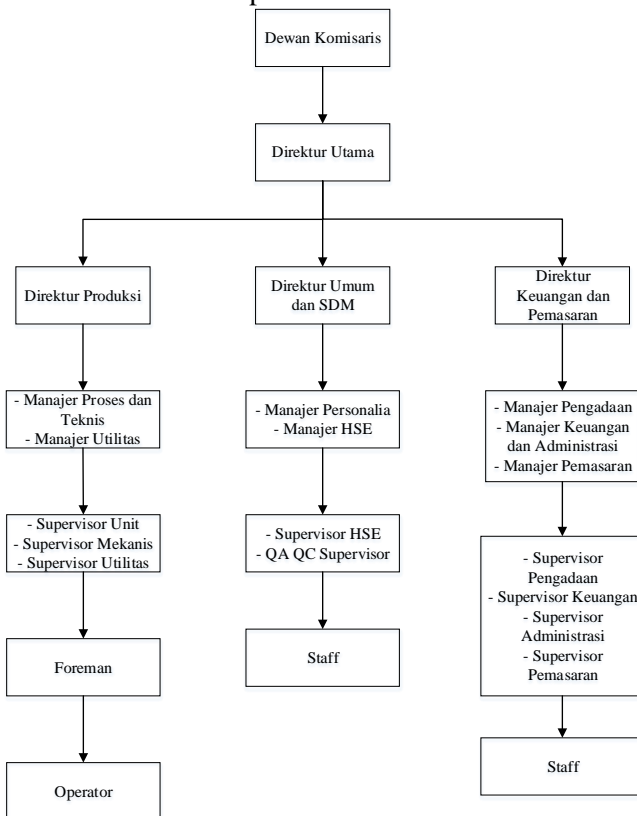 Dewan Komisaris
Direktur Utama
Direktur Produksi
Direktur Umum
dan SDM
Direktur
Keuangan dan
Pemasaran
- Manajer Proses dan
Teknis
- Manajer Utilitas
- Manajer Personalia
- Manajer HSE
- Manajer Pengadaan
- Manajer Keuangan
dan Administrasi
- Manajer Pemasaran
- Supervisor Unit
- Supervisor Mekanis
- Supervisor Utilitas
- Supervisor HSE
- QA QC Supervisor
- Supervisor
Pengadaan
- Supervisor Keuangan
- Supervisor
Administrasi
- Supervisor
Pemasaran
Foreman
Staff
Staff
Operator